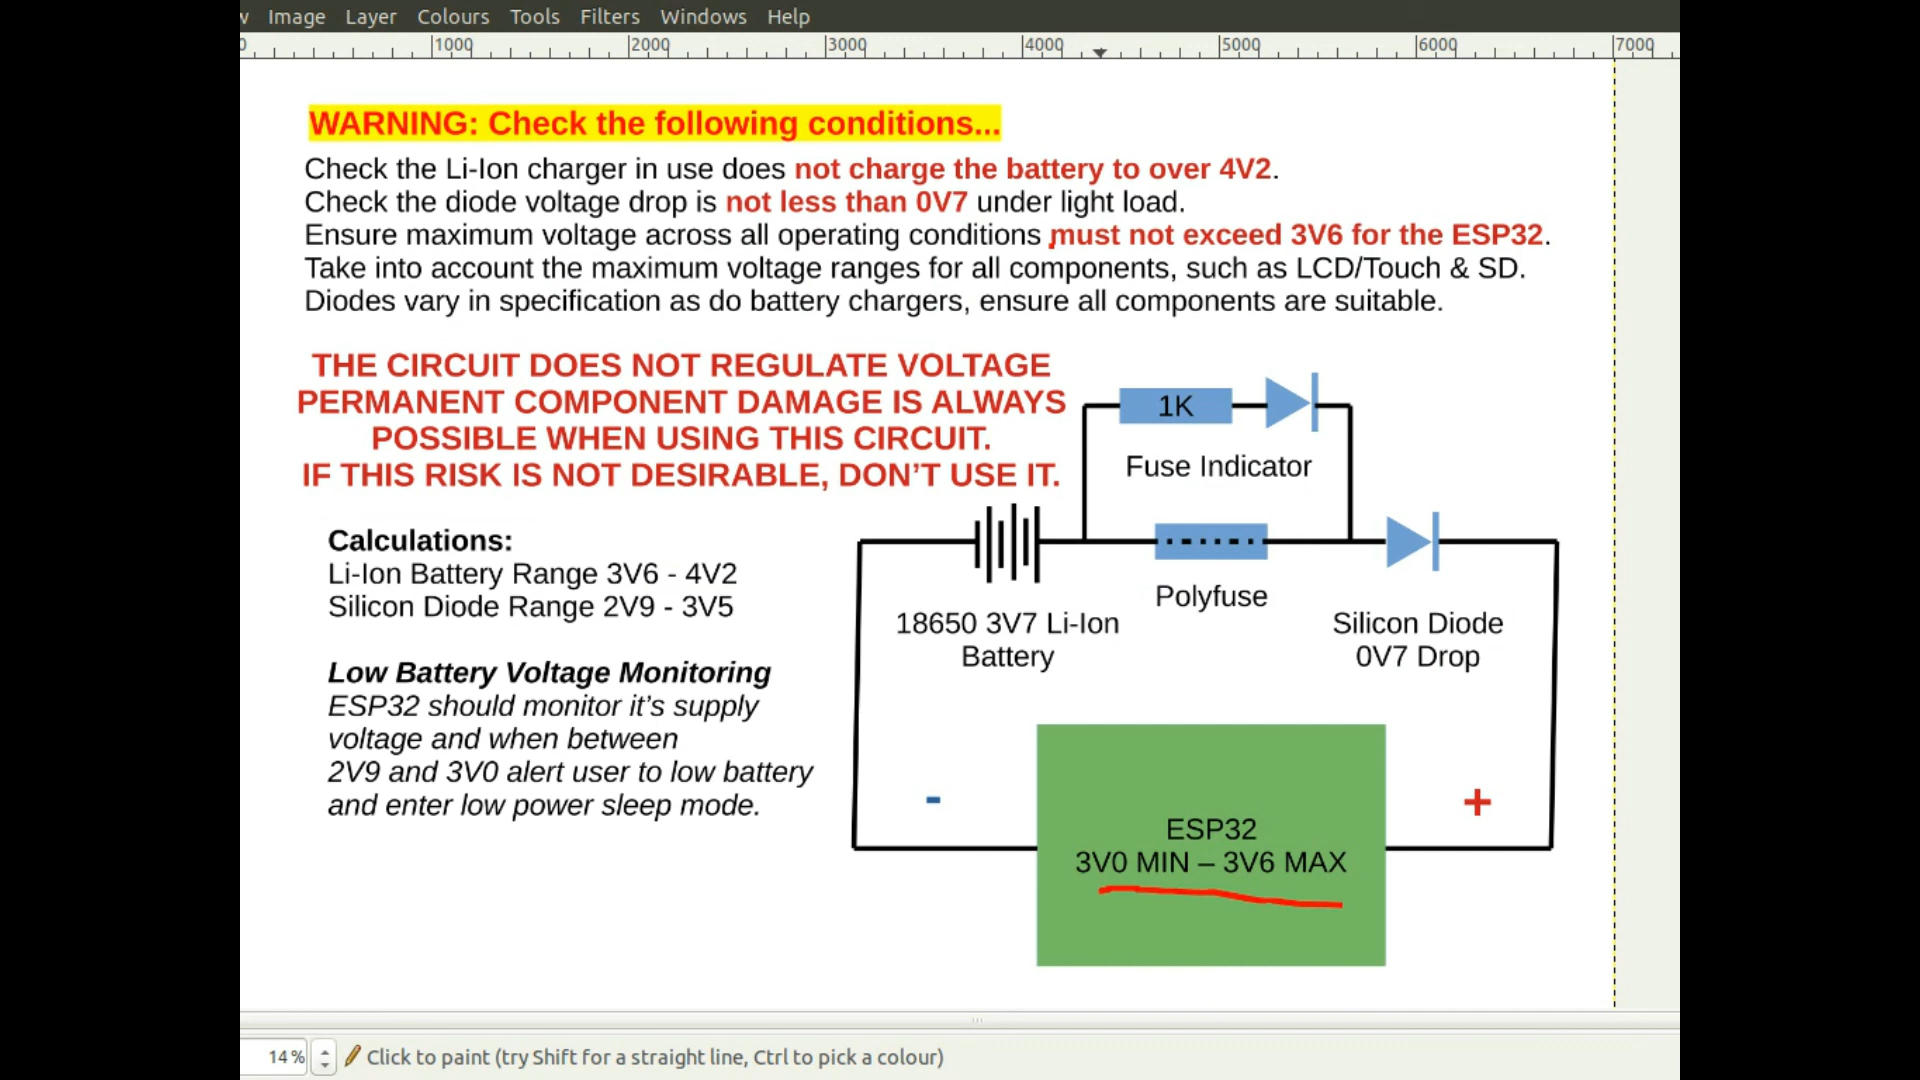 Image Layer Colours Tools Filters Windows Help
1000 2000 3000 4000 5000 6000 7000
WARNING: Check the following conditions...
Check the Li-Ion charger in use does not charge the battery to over 4V2.
Check the diode voltage drop is not less than 0V7 under light load.
Ensure maximum voltage across all operating conditions must not exceed 3V6 for the ESP32.
Take into account the maximum voltage ranges for all components, such as LCD/Touch & SD.
Diodes vary in specification as do battery chargers, ensure all components are suitable.
THE CIRCUIT DOES NOT REGULATE VOLTAGE
PERMANENT COMPONENT DAMAGE IS ALWAYS
POSSIBLE WHEN USING THIS CIRCUIT.
IF THIS RISK IS NOT DESIRABLE, DON'T USE IT.
1K
Fuse Indicator
Calculations:
Li-Ion Battery Range 3V6 - 4V2
Silicon Diode Range 2V9 - 3V5
Polyfuse
18650 3V7 Li-Ion
Battery
Silicon Diode
0V7 Drop
Low Battery Voltage Monitoring
ESP32 should monitor it's supply
voltage and when between
2V9 and 3V0 alert user to low battery
and enter low power sleep mode.
-
+
ESP32
3V0 MIN – 3V6 MAX
14% Click to paint (try Shift for a straight line, Ctrl to pick a colour)